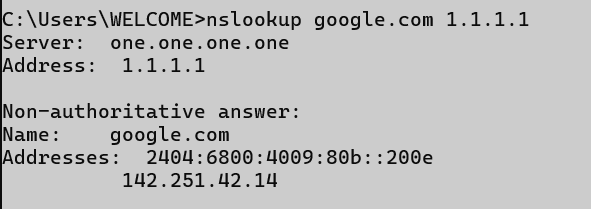 C:\Users\WELCOME>nslookup google.com 1.1.1.1
Server:  one.one.one.one
Address:  1.1.1.1

Non-authoritative answer:
Name:    google.com
Addresses:  2404:6800:4009:80b::200e
          142.251.42.14